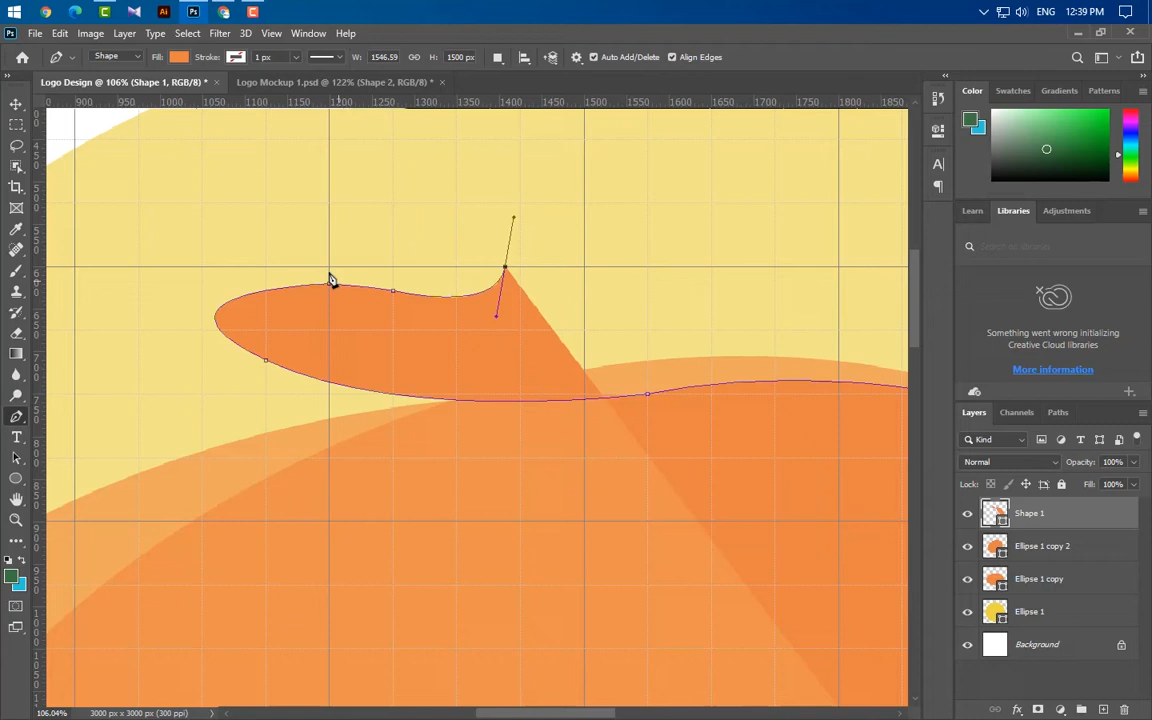 ENG 12:39 PM
File Edit Image Layer Type Select Filter 3D View Window Help
Shape Fill: Stroke: 1 px W: 1546.59 H: 1500 px Auto Add/Delete Align Edges
Logo Design @ 106% (Shape 1, RGB/8) * Logo Mockup 1.psd @ 122% (Shape 2, RGB/8) *
Color Swatches Gradients Patterns
900 950 1000 1050 1100 1150 1200 1250 1300 1350 1400 1450 1500 1550 1600 1650 1700 1750 1800 1850
Learn Libraries Adjustments
Something went wrong initializing
Creative Cloud libraries
More information
Layers Channels Paths
Kind
Normal Opacity: 100%
Lock: Fill: 100%
Shape 1
Ellipse 1 copy 2
Ellipse 1 copy
Ellipse 1
Background
106.04% 3000 px x 3000 px (300 ppi)